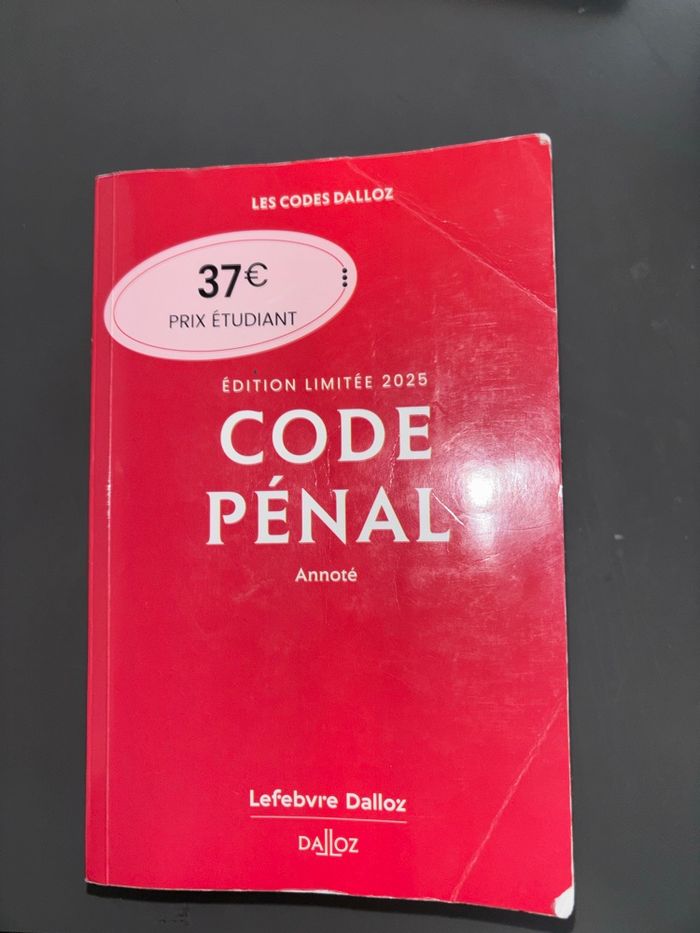 LES CODES DALLOZ
37€
PRIX ÉTUDIANT
ÉDITION LIMITÉE 2025
CODE
PÉNAL
Annoté
Lefebvre Dalloz
DALLOZ